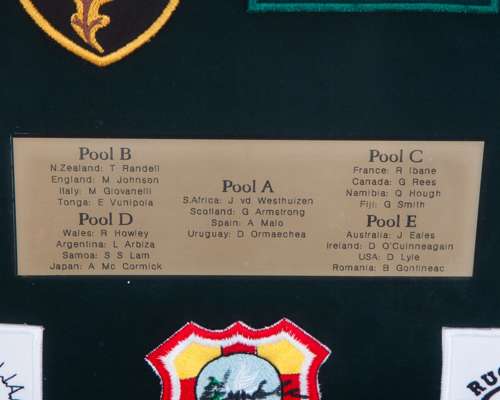 Pool B
N.Zealand: T Randell
England: M Johnson
Italy: M Giovanelli
Tonga: E Vunipola
Pool D
Wales: R Howley
Argentina: L Arbiza
Samoa: S S Lam
Japan: A Mc Cormick
Pool A
S.Africa: J vd Westhuizen
Scotland: G Armstrong
Spain: A Malo
Uruguay: D Ormaechea
Pool C
France: R Ibane
Canada: G Rees
Namibia: Q Hough
Fiji: G Smith
Pool E
Australia: J Eales
Ireland: D O'Cuinneagain
USA: D Lyle
Romania: B Gontineac
RUG